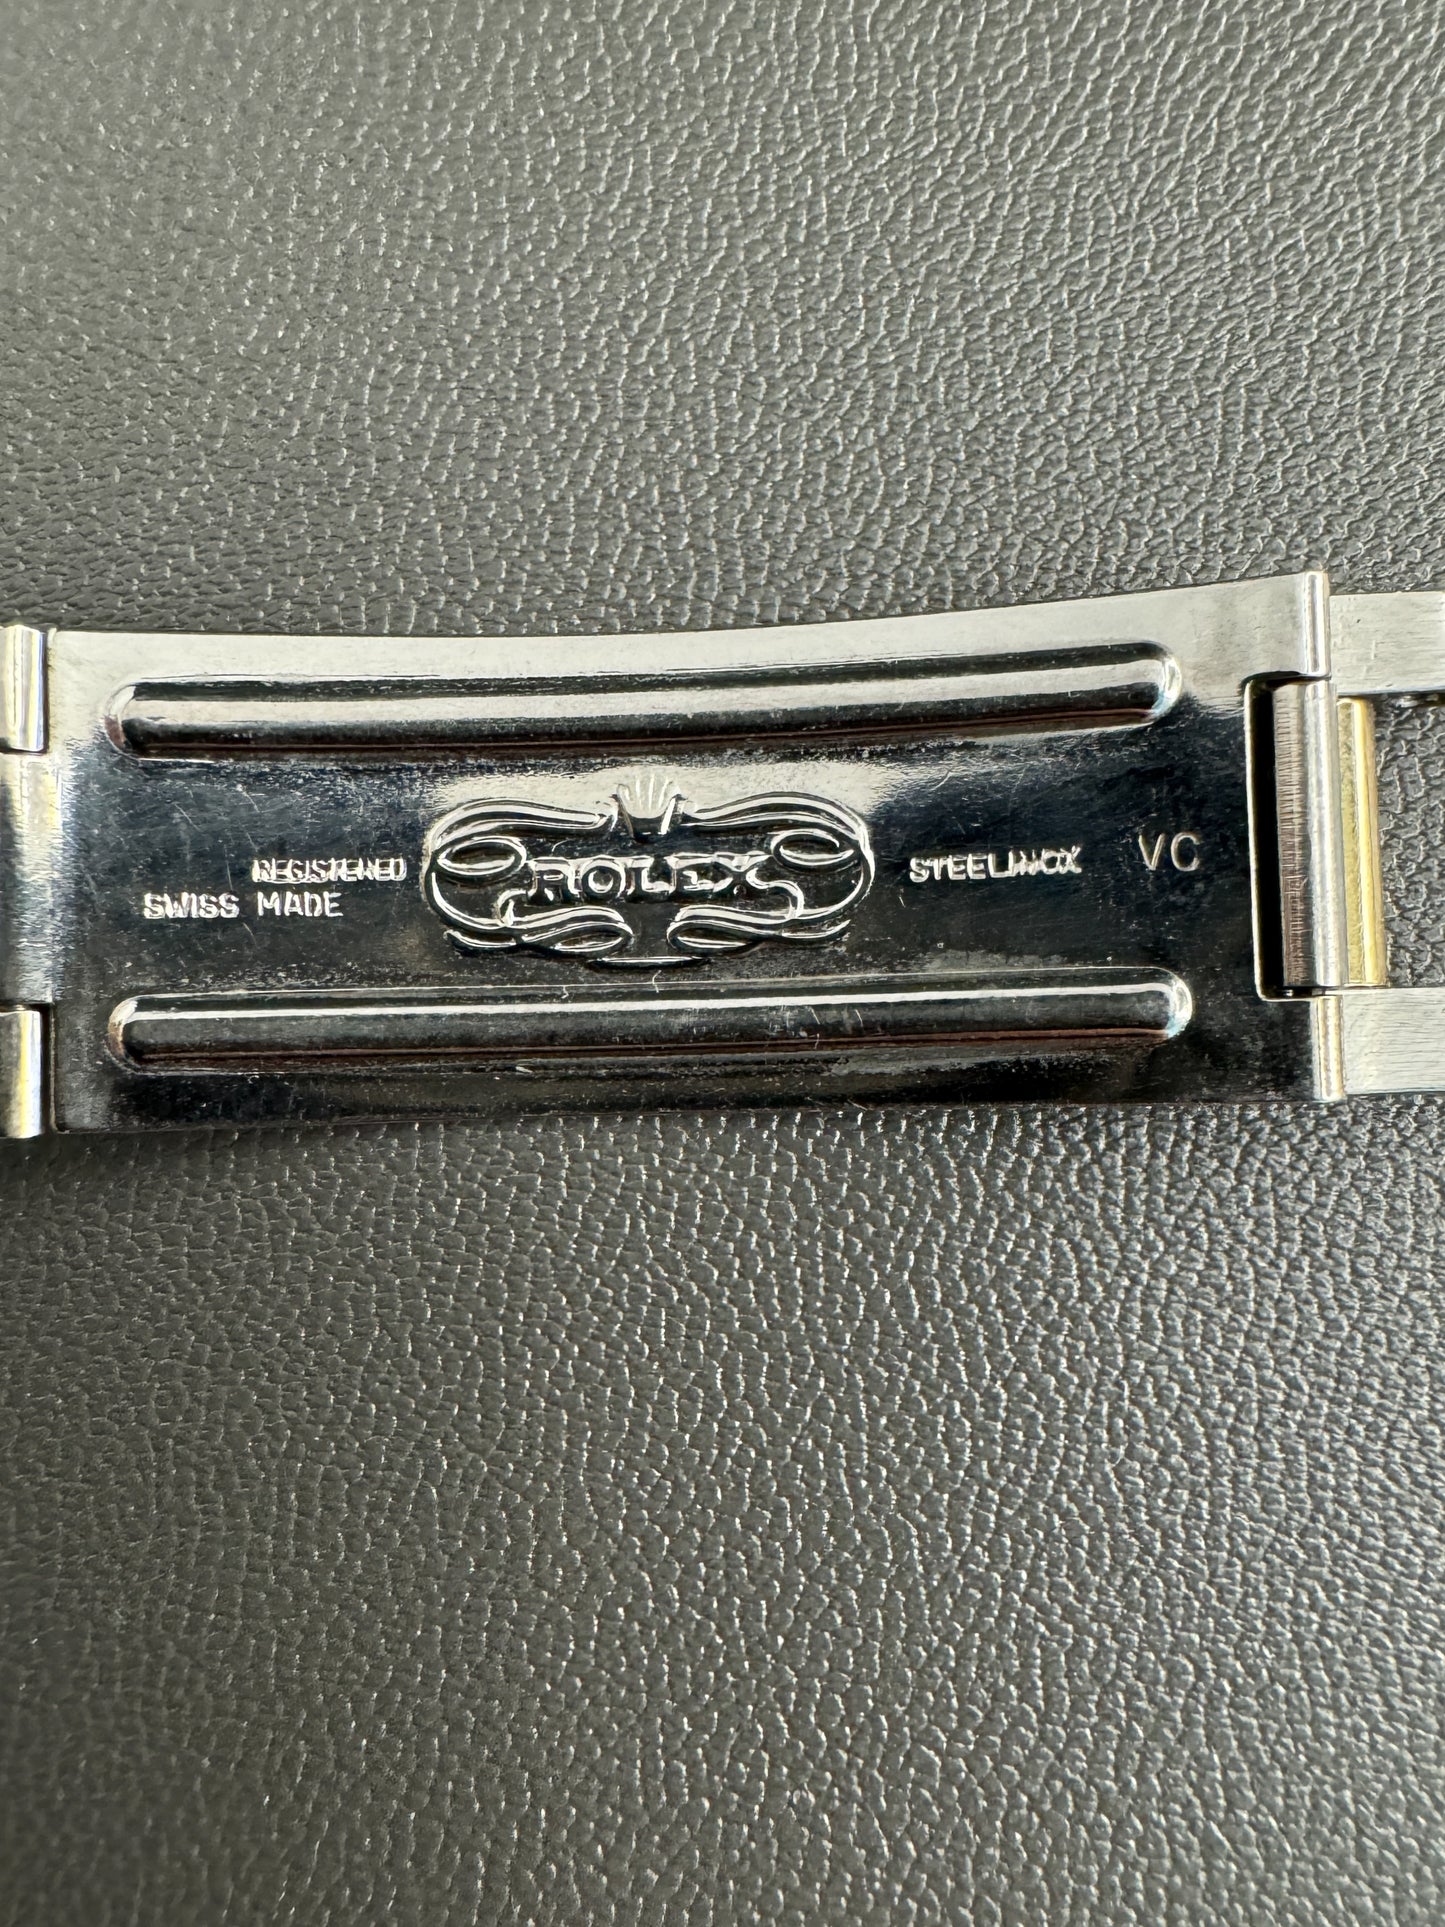 REGISTERED
SWISS MADE
ROLEX
STEELINOX
VC